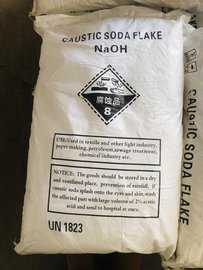 CAUSTIC SODA FLAKE
NaOH
腐蚀品
8
USE: Used in textile and other light industry,
paper making, petroleum, sewage treatment,
chemical industry etc.
NOTICE: The goods should be stored in a dry
and ventilated place, prevention of rainfall, if
caustic soda splash onto the eyes and skin, wash
the affected part with large volume of 2% acetic
acid and send to hospital at once.
UN 1823
CAUSTIC SODA FLAKE